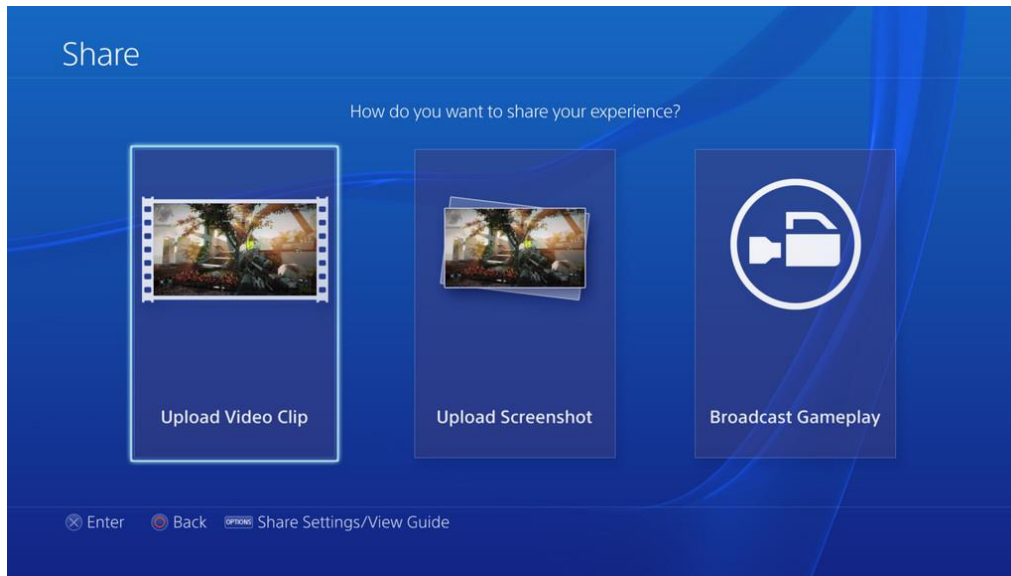 Share
How do you want to share your experience?
Upload Video Clip
Upload Screenshot
Broadcast Gameplay
Enter Back OPTIONS Share Settings/View Guide